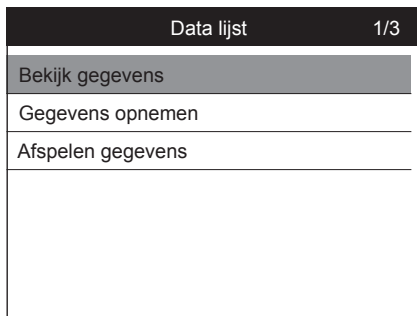 Data lijst 1/3
Bekijk gegevens
Gegevens opnemen
Afspelen gegevens